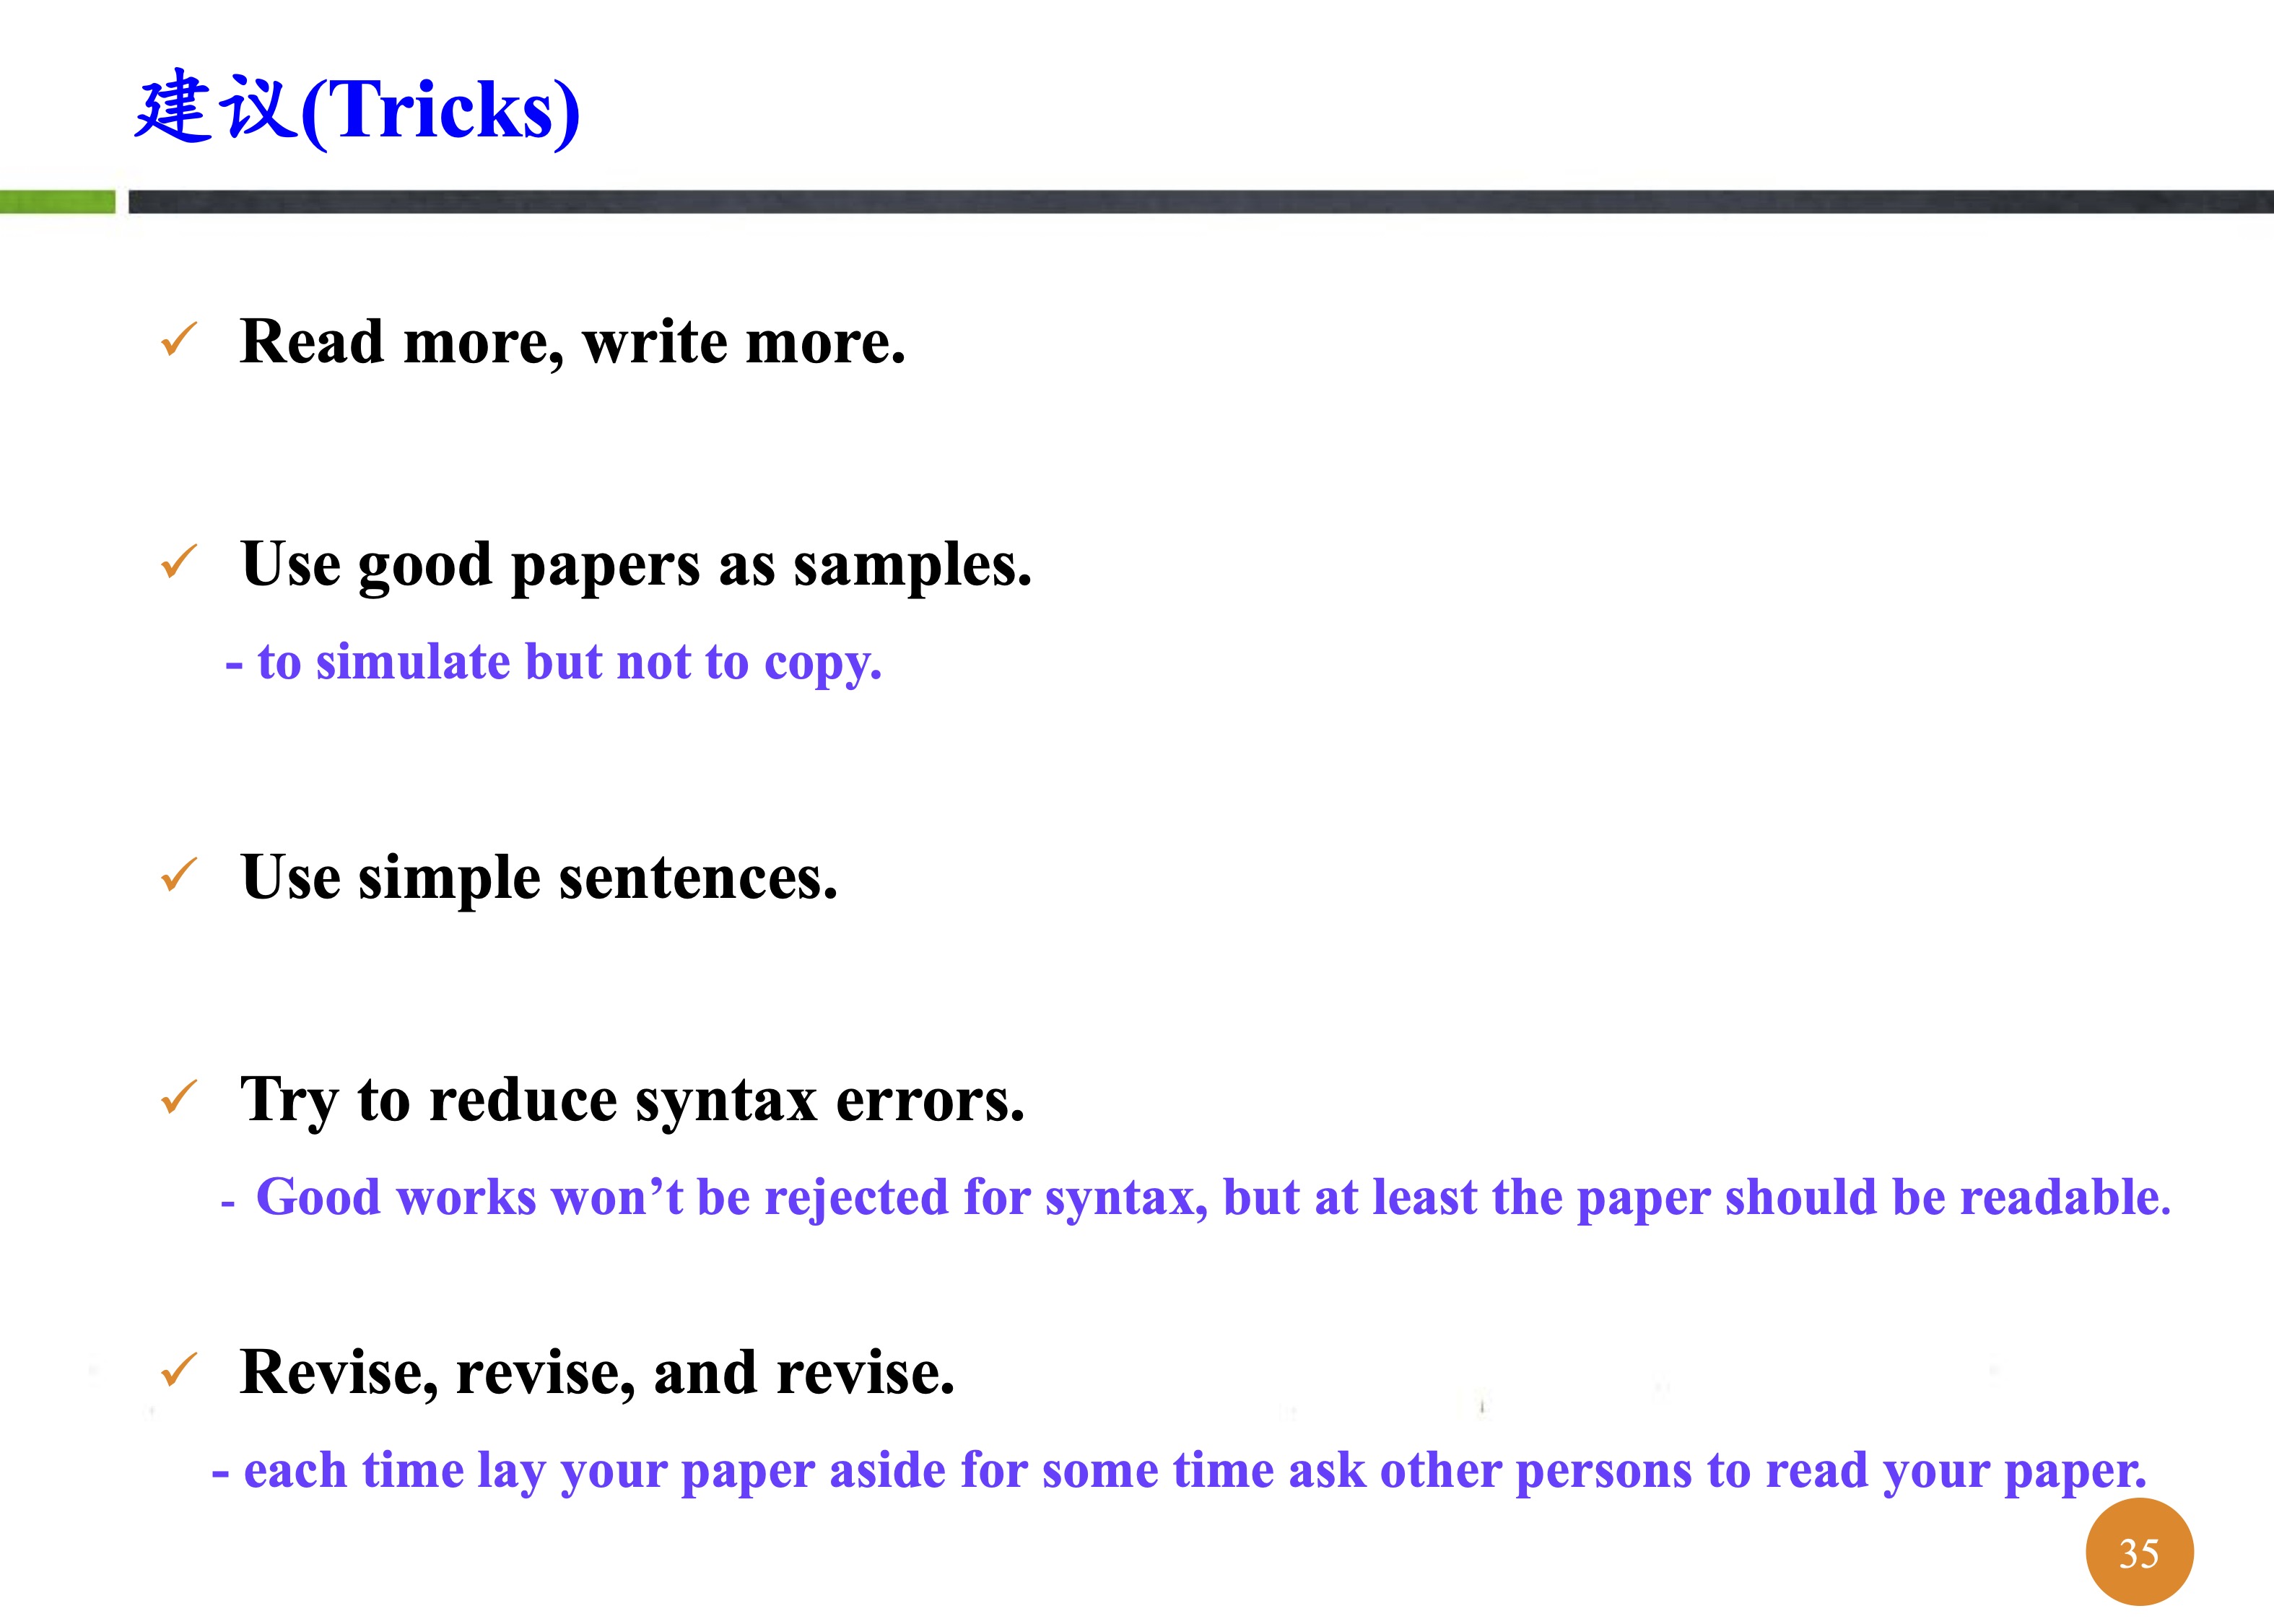 建议(Tricks)
✓ Read more, write more.
✓ Use good papers as samples.
- to simulate but not to copy.
✓ Use simple sentences.
✓ Try to reduce syntax errors.
- Good works won’t be rejected for syntax, but at least the paper should be readable.
✓ Revise, revise, and revise.
- each time lay your paper aside for some time ask other persons to read your paper.
35